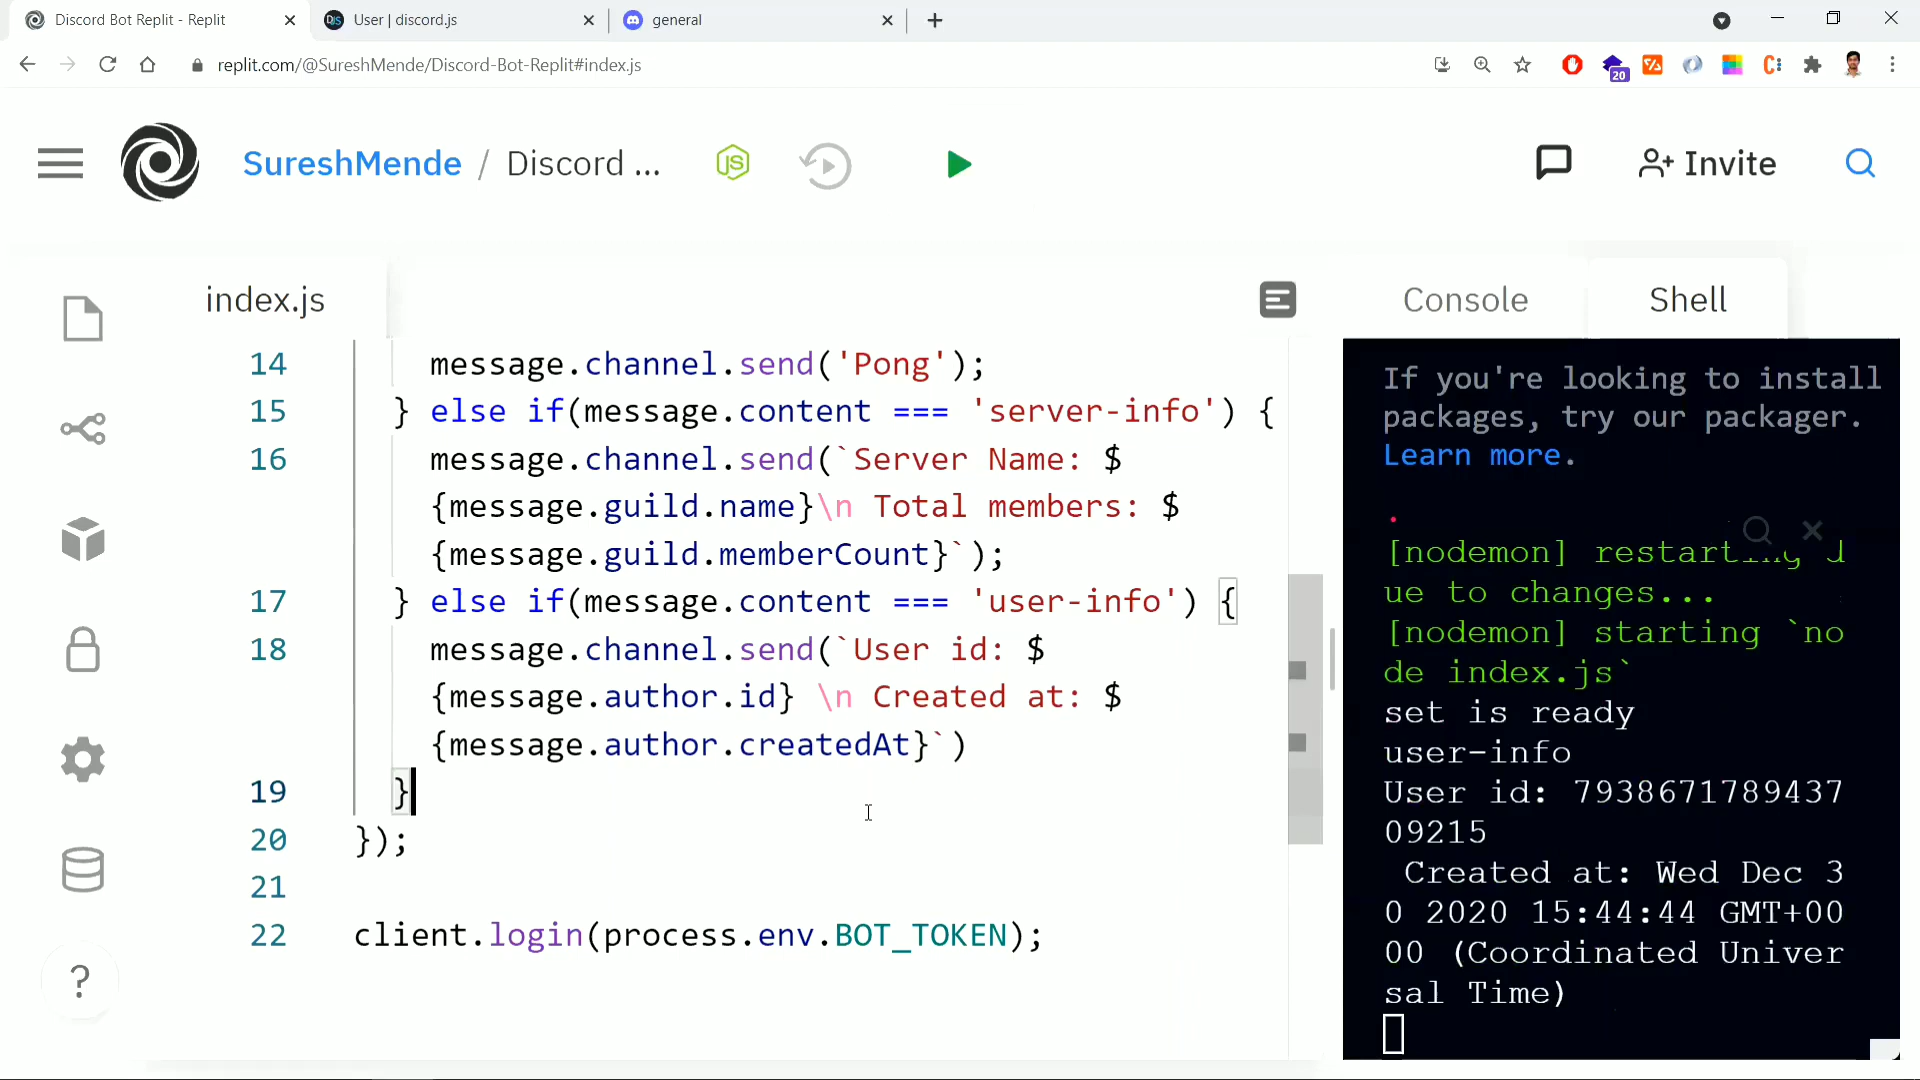 Discord Bot Replit - Replit
User | discord.js
general
replit.com/@SureshMende/Discord-Bot-Replit#index.js
20
SureshMende / Discord ...
JS
Invite
index.js
Console
Shell
14 message.channel.send('Pong');
15 } else if(message.content === 'server-info') {
16 message.channel.send(`Server Name: $
{message.guild.name}\n Total members: $
{message.guild.memberCount}`);
17 } else if(message.content === 'user-info') {
18 message.channel.send(`User id: $
{message.author.id} \n Created at: $
{message.author.createdAt}`)
19 }
20 });
21
22 client.login(process.env.BOT_TOKEN);
?
If you're looking to install
packages, try our packager.
Learn more.
[nodemon] restarting d
ue to changes...
[nodemon] starting `no
de index.js`
set is ready
user-info
User id: 7938671789437
09215
Created at: Wed Dec 3
0 2020 15:44:44 GMT+00
00 (Coordinated Univer
sal Time)